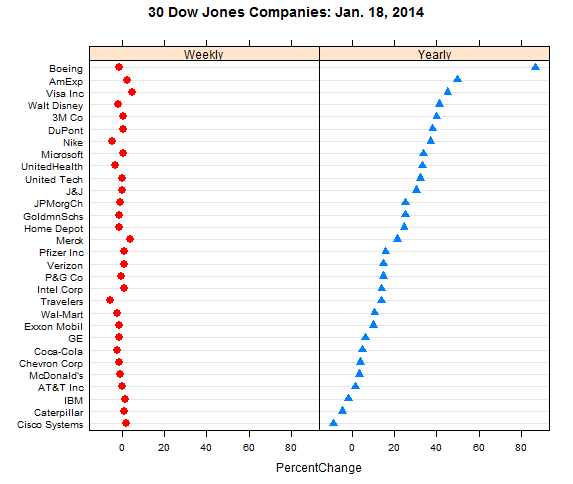 30 Dow Jones Companies: Jan. 18, 2014
Weekly Yearly
Boeing
AmExp
Visa Inc
Walt Disney
3M Co
DuPont
Nike
Microsoft
UnitedHealth
United Tech
J&J
JPMorgCh
GoldmnSchs
Home Depot
Merck
Pfizer Inc
Verizon
P&G Co
Intel Corp
Travelers
Wal-Mart
Exxon Mobil
GE
Coca-Cola
Chevron Corp
McDonald's
AT&T Inc
IBM
Caterpillar
Cisco Systems
0 20 40 60 80 0 20 40 60 80
PercentChange